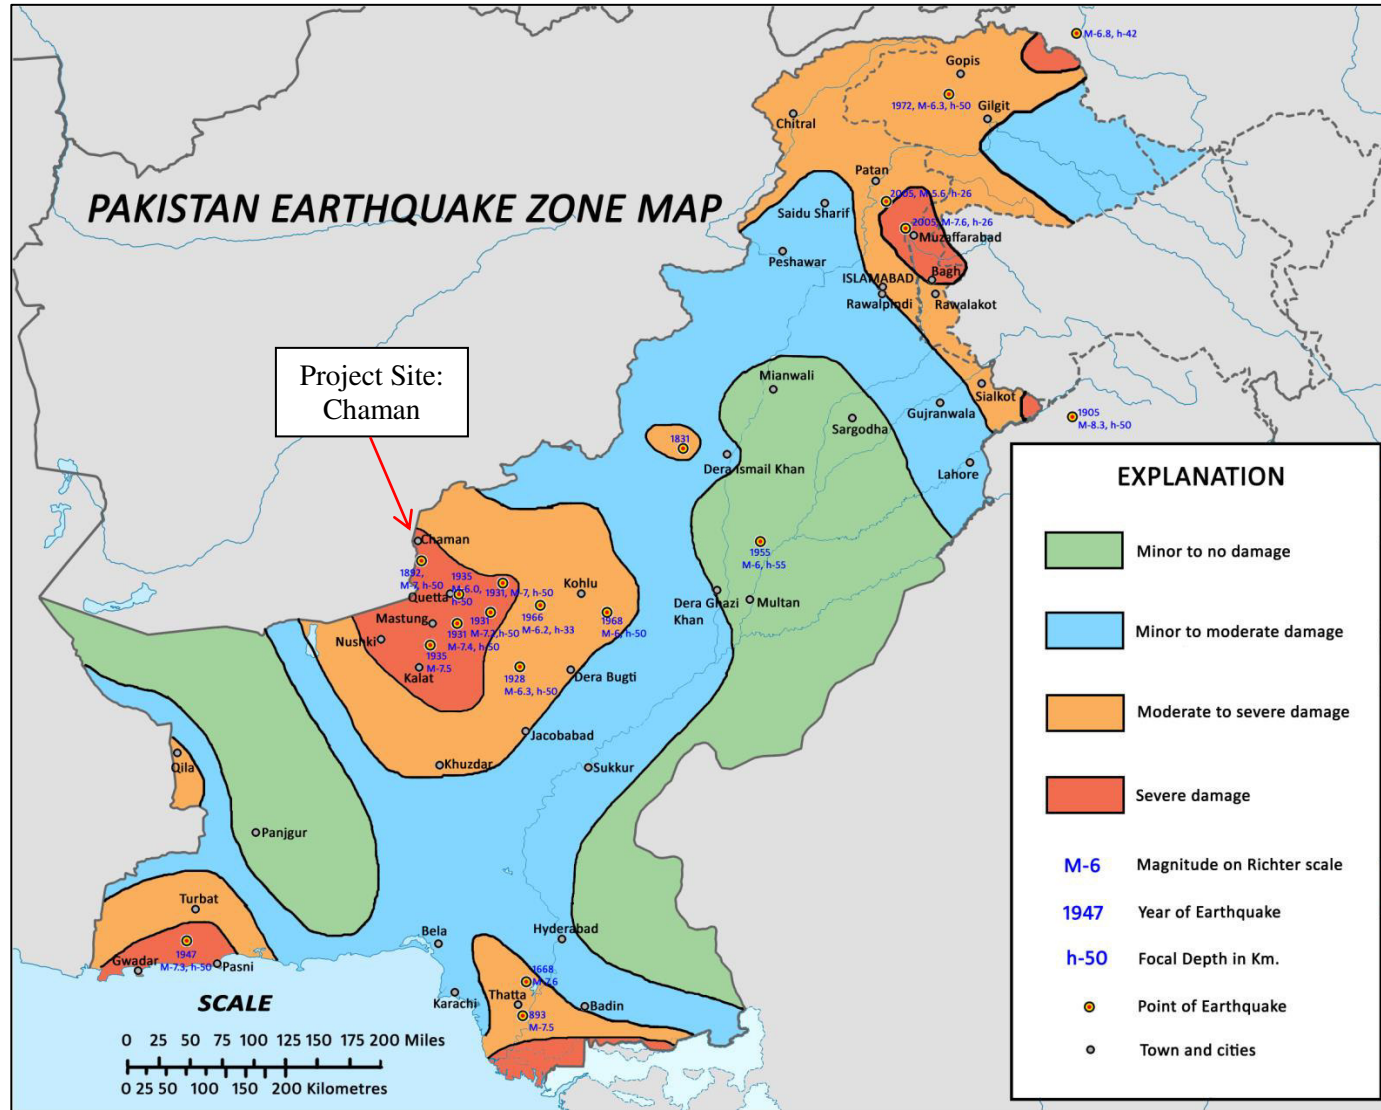 PAKISTAN EARTHQUAKE ZONE MAP
Project Site:
Chaman
M-6.8, h-42
Gopis
1972, M-6.3, h-50
Gilgit
Chitral
Patan
2005, M-5.6, h-26
Saidu Sharif
2005, M-7.6, h-26
Muzaffarabad
Peshawar
Bagh
ISLAMABAD
Rawalpindi
Rawalakot
Mianwali
Sialkot
Sargodha
Gujranwala
1905
M-8.3, h-50
1831
Dera Ismail Khan
Lahore
Chaman
1892,
M-7, h-50
1935
M-6.0,
h-50
1931, M-7, h-50
Quetta
Kohlu
1955
M-6, h-55
Dera Ghazi
Khan
Multan
Mastung
1931
M-7.2, h-50
1966
M-6.2, h-33
1968
M-6, h-50
Nushki
1931
M-7.4, h-50
1935
M-7.5
Kalat
1928
M-6.3, h-50
Dera Bugti
Jacobabad
Khuzdar
Sukkur
Qila
Panjgur
Turbat
1947
M-7.3, h-50
Gwadar
Pasni
Bela
Hyderabad
1668
M-7.6
Karachi
Thatta
893
M-7.5
Badin
SCALE
0 25 50 75 100 125 150 175 200 Miles
0 25 50 100 150 200 Kilometres
EXPLANATION
Minor to no damage
Minor to moderate damage
Moderate to severe damage
Severe damage
M-6 Magnitude on Richter scale
1947 Year of Earthquake
h-50 Focal Depth in Km.
Point of Earthquake
Town and cities